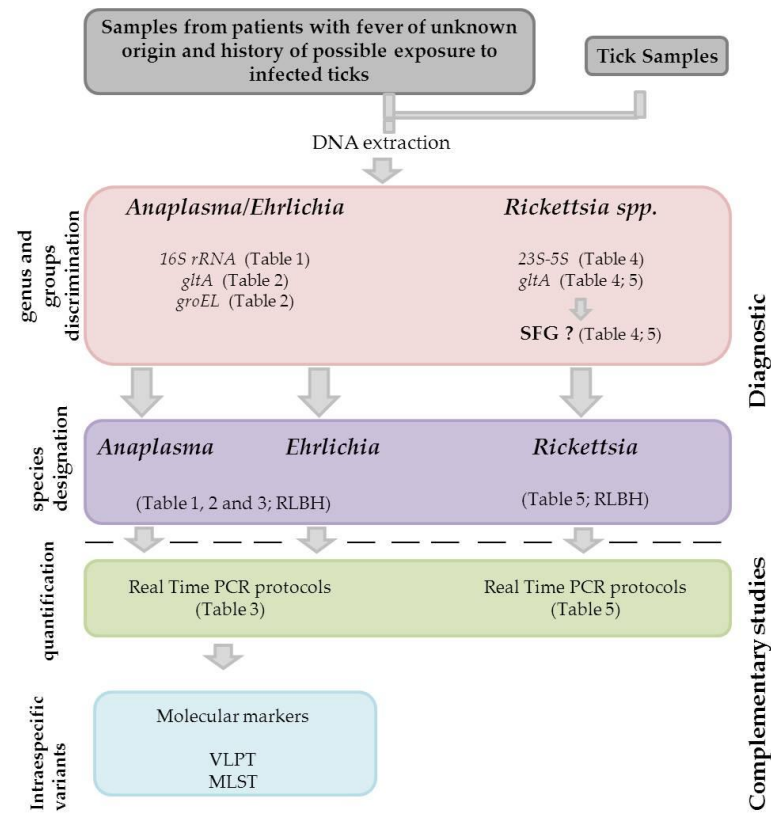 Samples from patients with fever of unknown
origin and history of possible exposure to
infected ticks
Tick Samples
DNA extraction
genus and
groups
discrimination
Anaplasma/Ehrlichia
16S rRNA (Table 1)
gltA (Table 2)
groEL (Table 2)
Rickettsia spp.
23S-5S (Table 4)
gltA (Table 4; 5)
SFG ? (Table 4; 5)
Diagnostic
species
designation
Anaplasma
Ehrlichia
(Table 1, 2 and 3; RLBH)
Rickettsia
(Table 5; RLBH)
quantification
Real Time PCR protocols
(Table 3)
Real Time PCR protocols
(Table 5)
Complementary studies
Intraespecific
variants
Molecular markers
VLPT
MLST